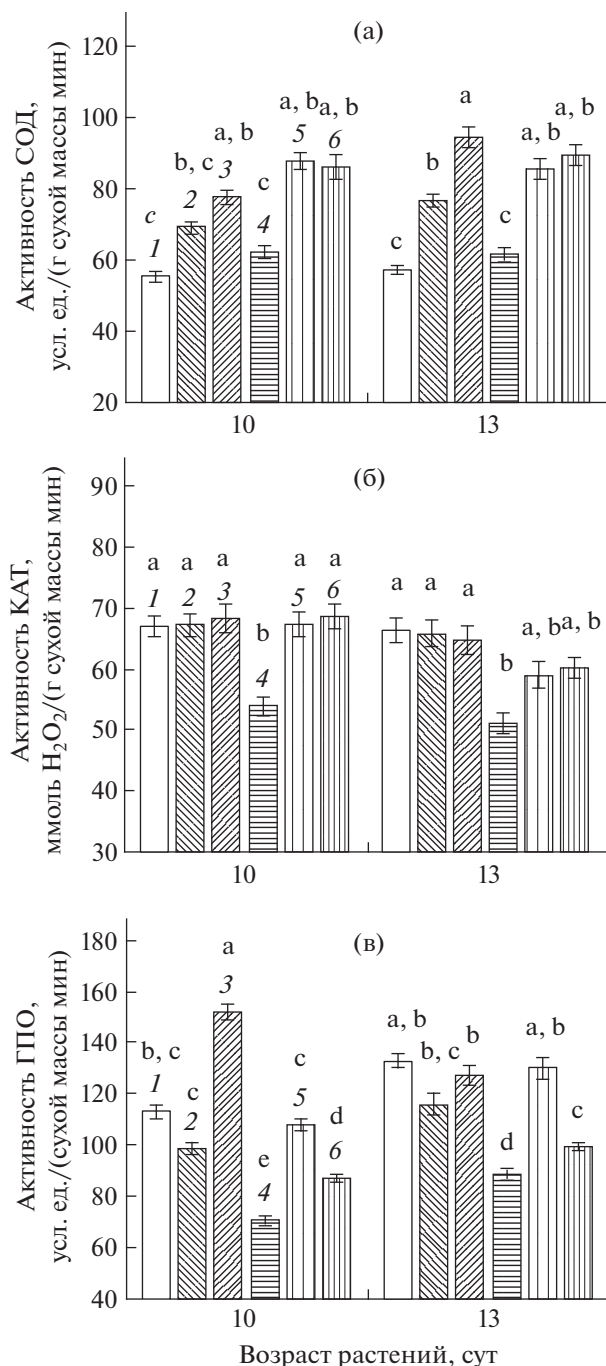 (а)
Активность СОД,
усл. ед./(г сухой массы мин)
120
100
80
60
40
20
c
1
b, c
2
a, b
3
c
4
a, b
5
a, b
6
c
b
a
c
a, b
a, b
10
13
(б)
Активность КАТ,
ммоль H₂O₂/(г сухой массы мин)
90
80
70
60
50
40
30
a
1
a
2
a
3
b
4
a
5
a
6
a
a
a
b
a, b
a, b
10
13
(в)
Активность ГПО,
усл. ед./(сухой массы мин)
180
160
140
120
100
80
60
40
b, c
1
c
2
a
3
e
4
c
5
d
6
a, b
b, c
b
d
a, b
c
10
13
Возраст растений, сут